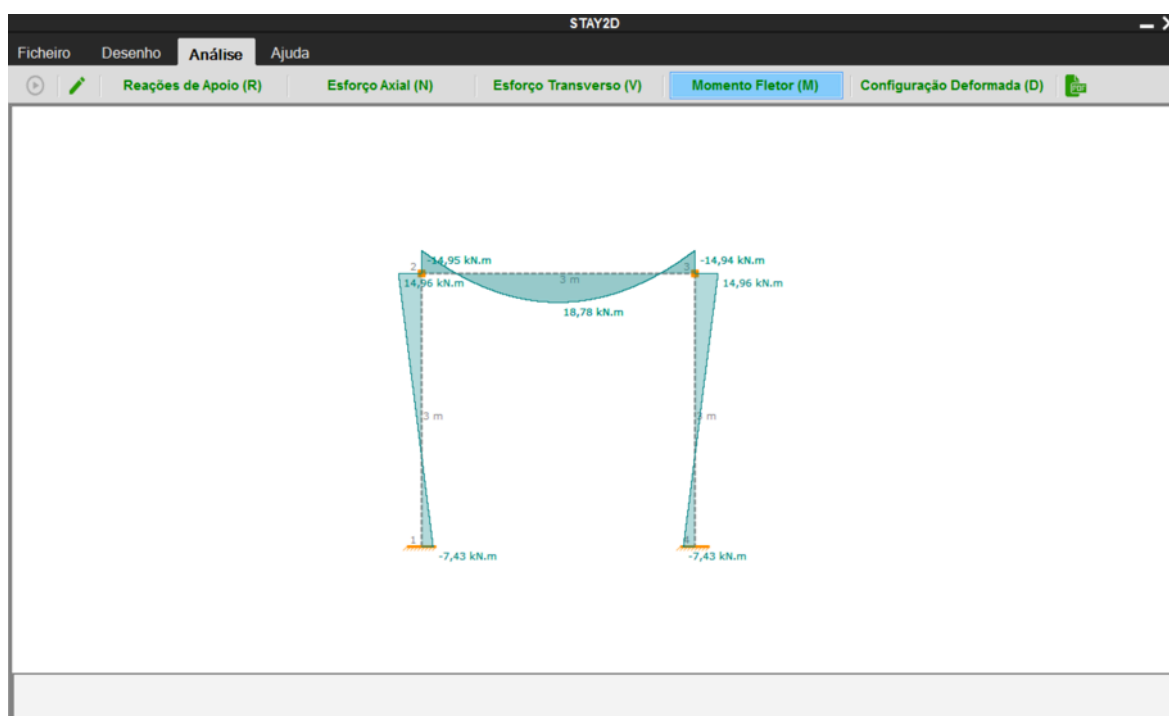 STAY2D
Ficheiro Desenho Análise Ajuda
Reações de Apoio (R) Esforço Axial (N) Esforço Transverso (V) Momento Fletor (M) Configuração Deformada (D) PDF
-14,95 kN.m -14,94 kN.m
2 3
14,96 kN.m 3 m 14,96 kN.m
18,78 kN.m
3 m 3 m
1 4
-7,43 kN.m -7,43 kN.m